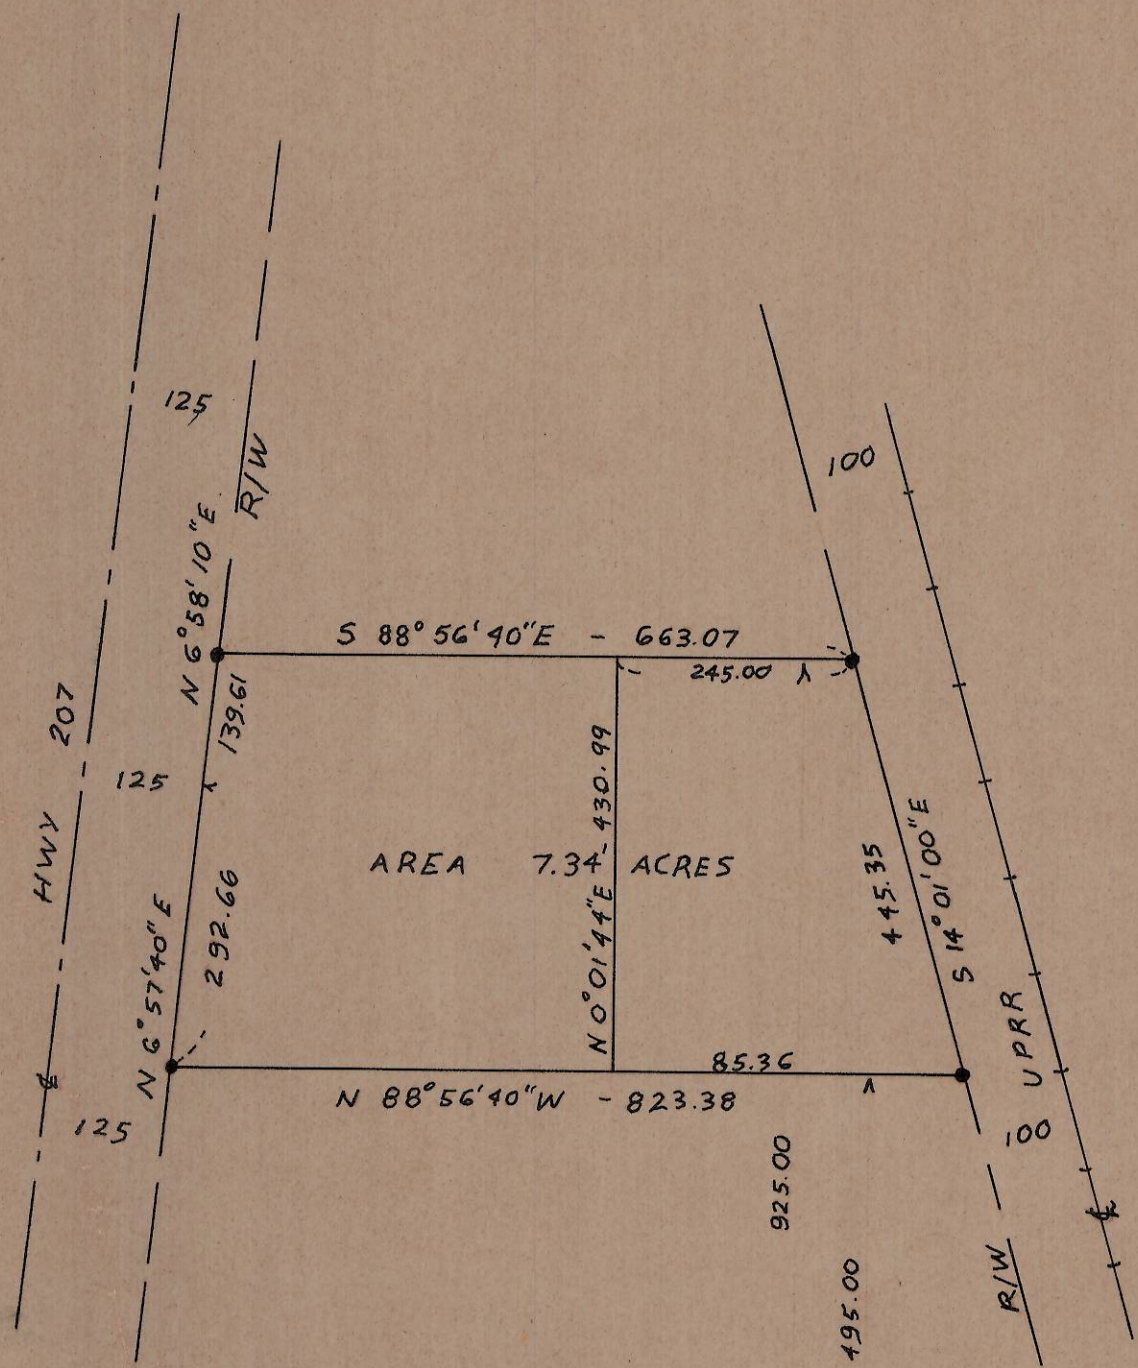 125
R/W
N 6°58'10"E
100
S 88°56'40"E - 663.07
245.00
139.61
HWY 207
125
N 0°01'44"E - 430.99
AREA 7.34 ACRES
445.35
S 14°01'00"E
292.66
N 6°57'40"E
UPRR
85.36
N 88°56'40"W - 823.38
125
100
925.00
R/W
495.00